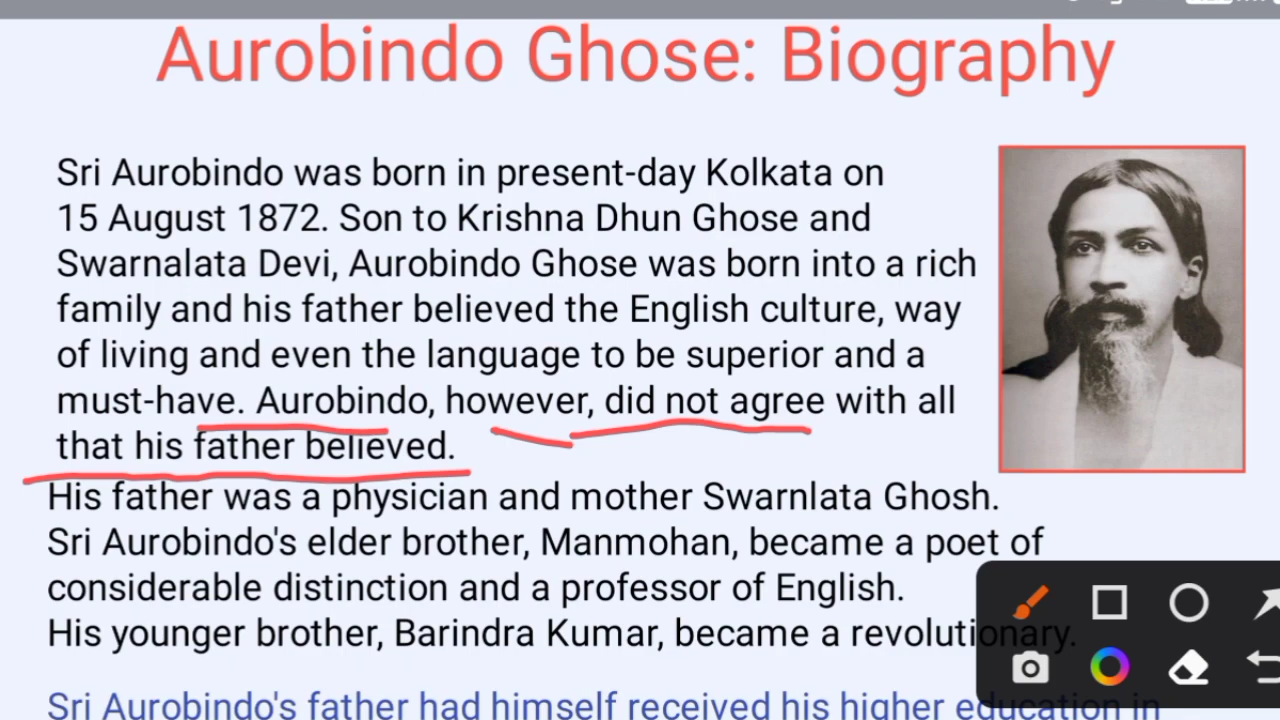 Aurobindo Ghose: Biography
Sri Aurobindo was born in present-day Kolkata on
15 August 1872. Son to Krishna Dhun Ghose and
Swarnalata Devi, Aurobindo Ghose was born into a rich
family and his father believed the English culture, way
of living and even the language to be superior and a
must-have. Aurobindo, however, did not agree with all
that his father believed.
His father was a physician and mother Swarnlata Ghosh.
Sri Aurobindo's elder brother, Manmohan, became a poet of
considerable distinction and a professor of English.
His younger brother, Barindra Kumar, became a revolutionary.
Sri Aurobindo's father had himself received his higher education in